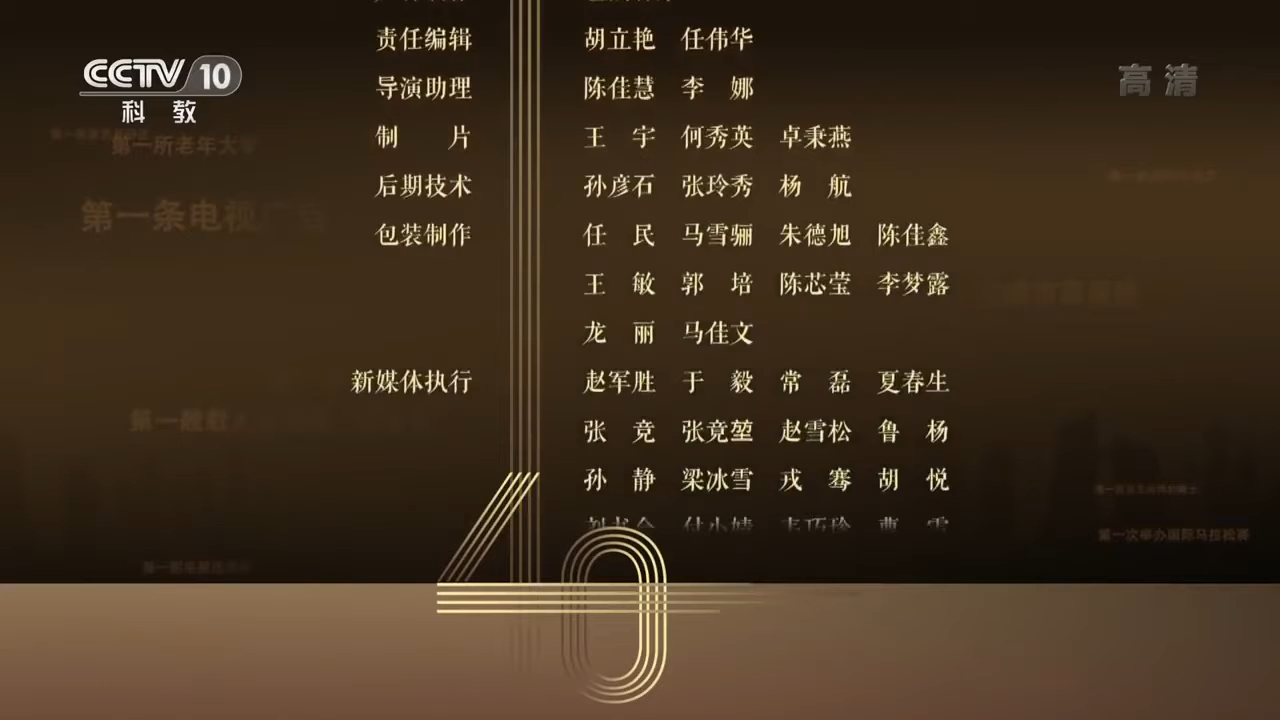 责任编辑 胡立艳 任伟华
CCTV 10
高清
导演助理 陈佳慧 李娜
科教
制片 王宇 何秀英 卓秉燕
第一所老年大学
后期技术 孙彦石 张玲秀 杨航
第一条电视广告
包装制作 任民 马雪骊 朱德旭 陈佳鑫
王敏 郭培 陈芯莹 李梦露
龙丽 马佳文
新媒体执行 赵军胜 于毅 常磊 夏春生
张竞 张竞堃 赵雪松 鲁杨
孙静 梁冰雪 戎骞 胡悦
第一次举办国际马拉松赛
40